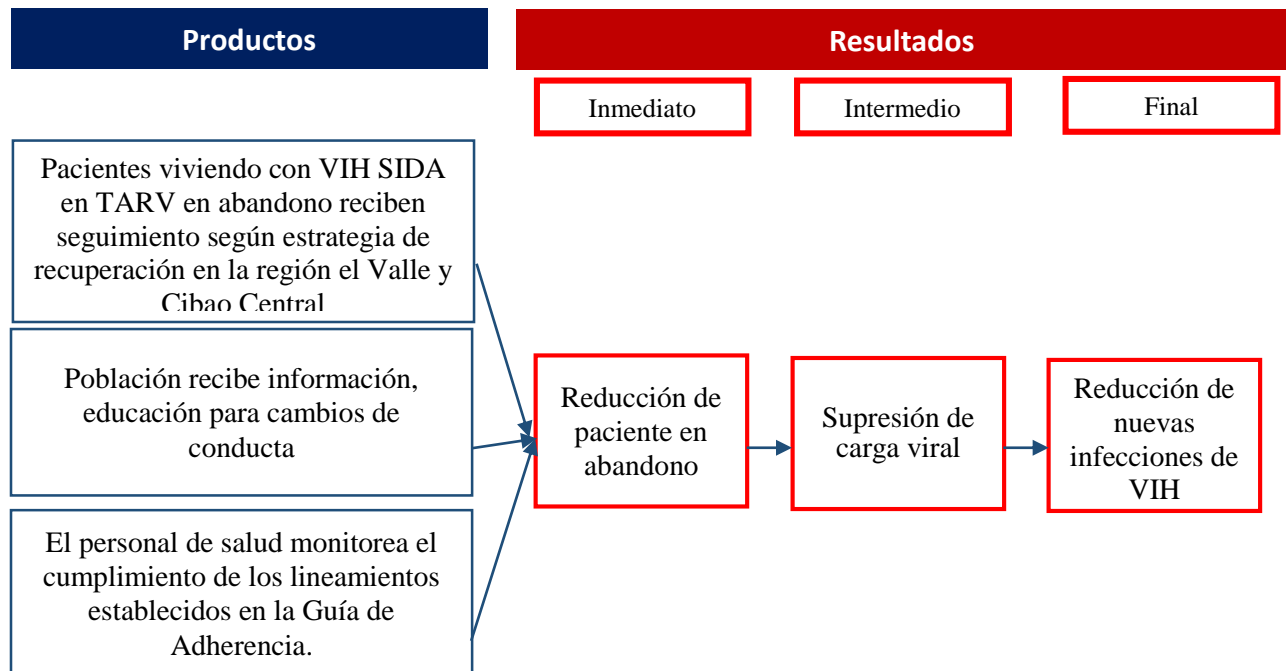 Productos
Resultados
Inmediato
Intermedio
Final
Pacientes viviendo con VIH SIDA
en TARV en abandono reciben
seguimiento según estrategia de
recuperación en la región el Valle y
Cibao Central
Población recibe información,
educación para cambios de
conducta
El personal de salud monitorea el
cumplimiento de los lineamientos
establecidos en la Guía de
Adherencia.
Reducción de
paciente en
abandono
Supresión de
carga viral
Reducción de
nuevas
infecciones de
VIH